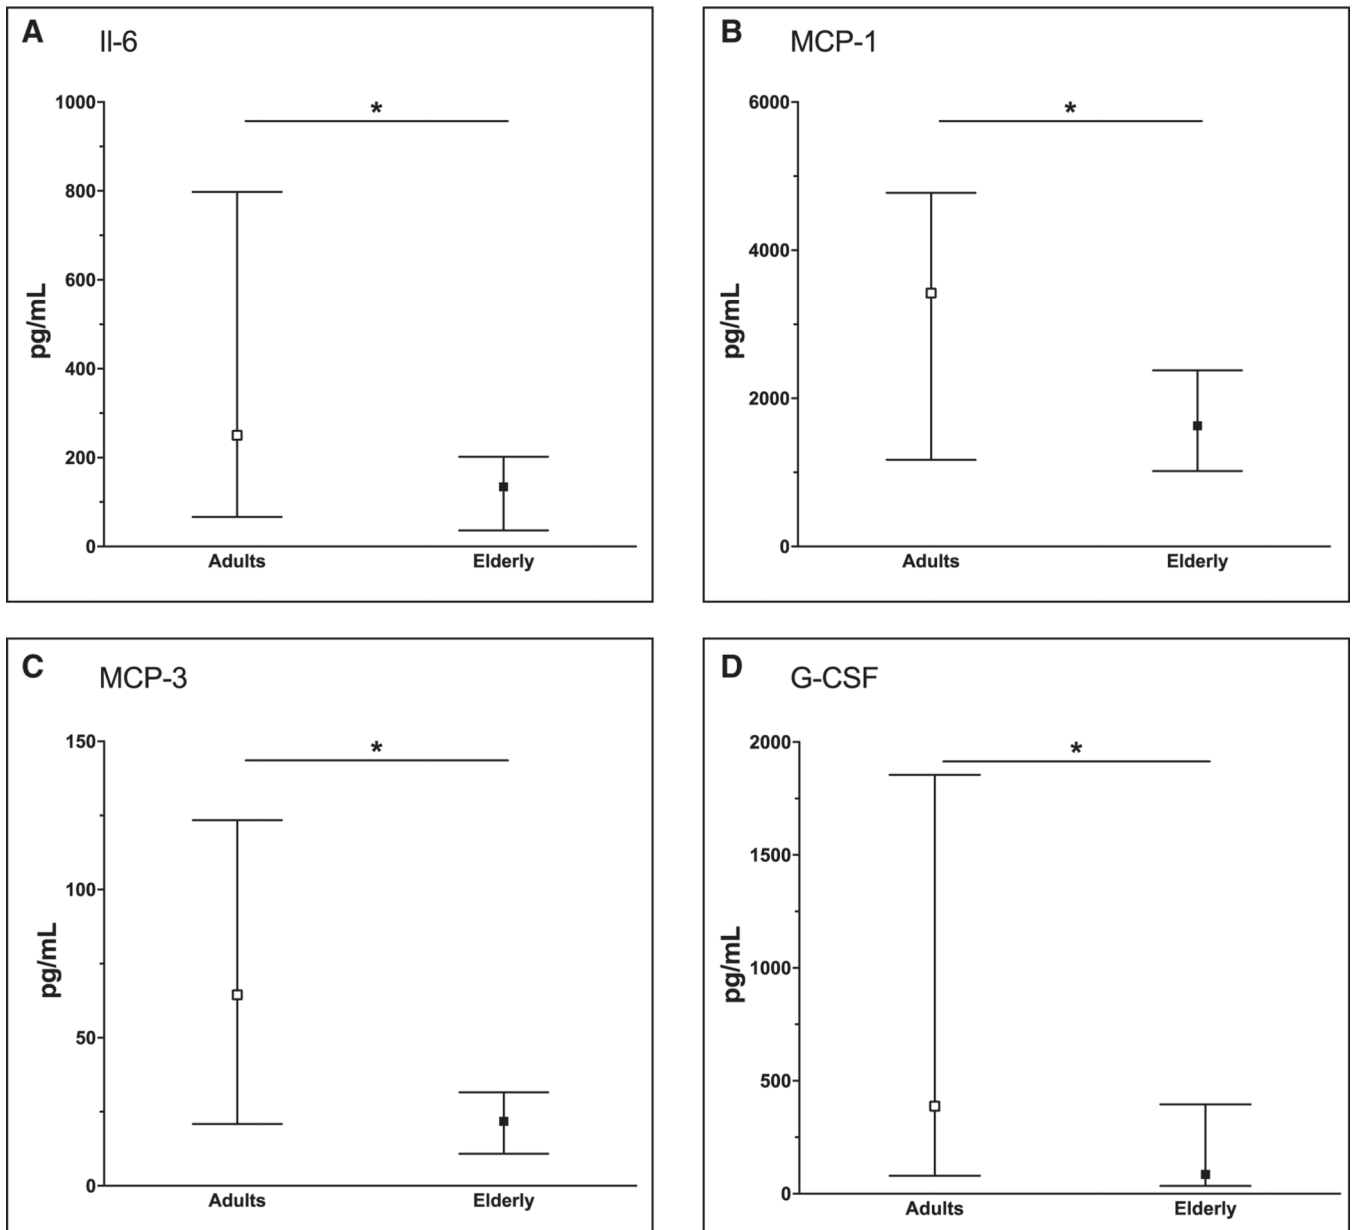 A
Il-6
1000
*
800
600
400
200
0
pg/mL
Adults
Elderly
B
MCP-1
6000
*
4000
2000
0
pg/mL
Adults
Elderly
C
MCP-3
150
*
100
50
0
pg/mL
Adults
Elderly
D
G-CSF
2000
*
1500
1000
500
0
pg/mL
Adults
Elderly